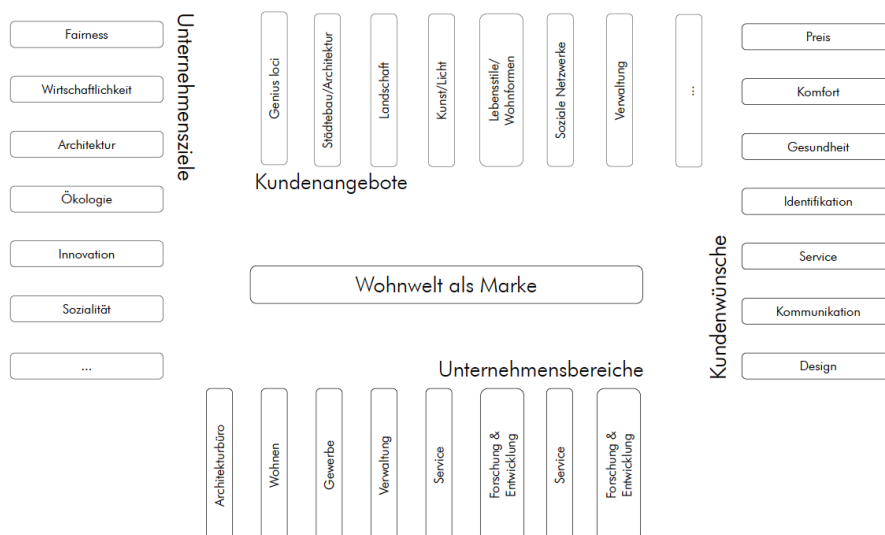 Fairness
Wirtschaftlichkeit
Architektur
Ökologie
Innovation
Sozialität
...
Unternehmensziele
Genius loci
Städtebau/Architektur
Landschaft
Kunst/Licht
Lebensstile/
Wohnformen
Soziale Netzwerke
Verwaltung
...
Kundenangebote
Wohnwelt als Marke
Unternehmensbereiche
Architekturbüro
Wohnen
Gewerbe
Verwaltung
Service
Forschung &
Entwicklung
Service
Forschung &
Entwicklung
Kundenwünsche
Preis
Komfort
Gesundheit
Identifikation
Service
Kommunikation
Design